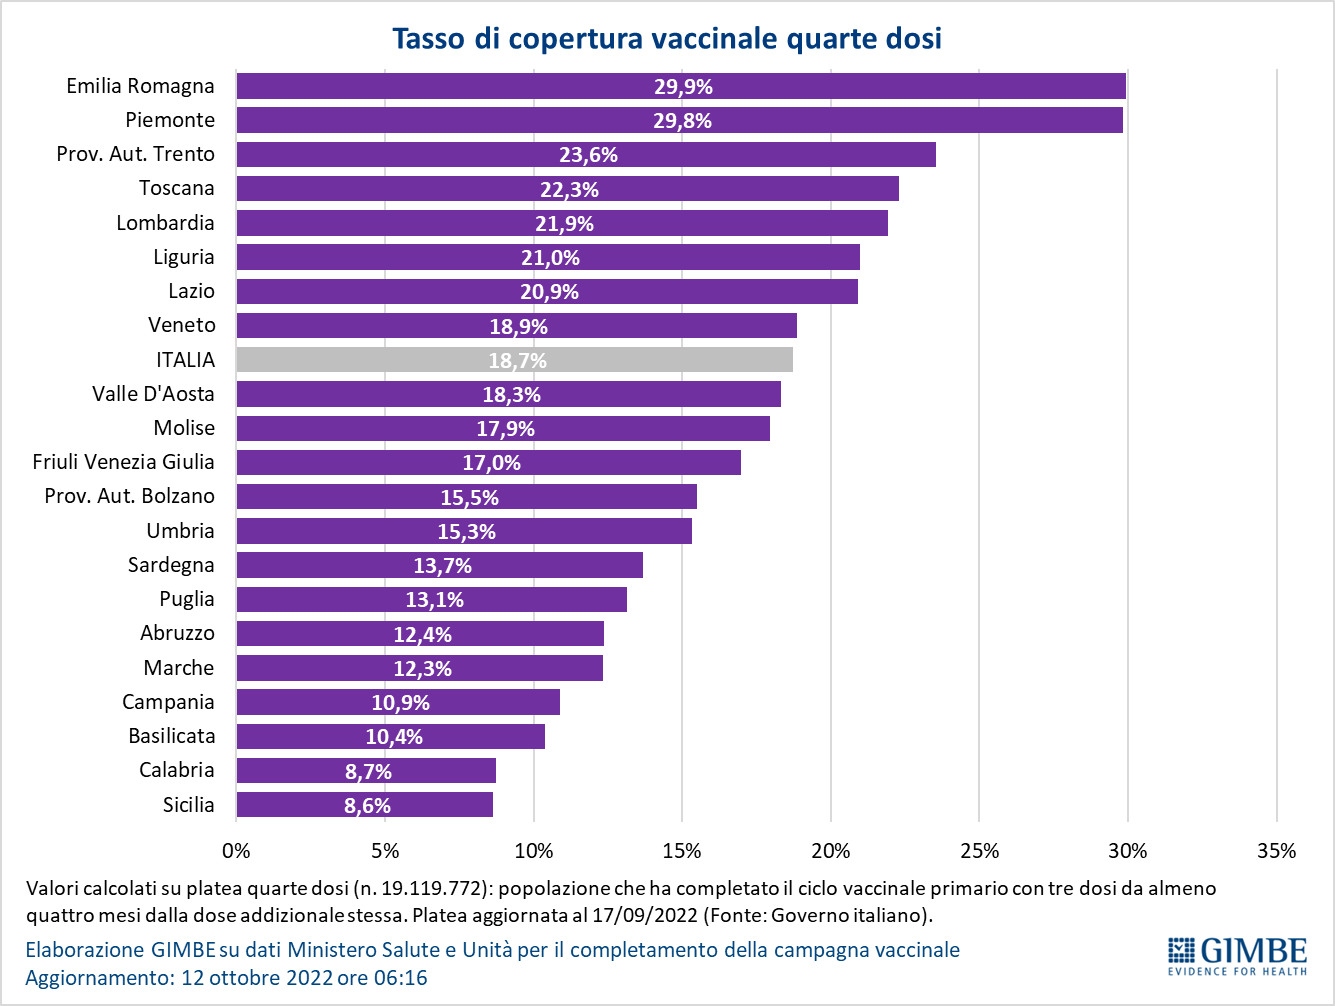 Tasso di copertura vaccinale quarte dosi
Emilia Romagna 29,9%
Piemonte 29,8%
Prov. Aut. Trento 23,6%
Toscana 22,3%
Lombardia 21,9%
Liguria 21,0%
Lazio 20,9%
Veneto 18,9%
ITALIA 18,7%
Valle D'Aosta 18,3%
Molise 17,9%
Friuli Venezia Giulia 17,0%
Prov. Aut. Bolzano 15,5%
Umbria 15,3%
Sardegna 13,7%
Puglia 13,1%
Abruzzo 12,4%
Marche 12,3%
Campania 10,9%
Basilicata 10,4%
Calabria 8,7%
Sicilia 8,6%
0% 5% 10% 15% 20% 25% 30% 35%
Valori calcolati su platea quarte dosi (n. 19.119.772): popolazione che ha completato il ciclo vaccinale primario con tre dosi da almeno
quattro mesi dalla dose addizionale stessa. Platea aggiornata al 17/09/2022 (Fonte: Governo italiano).
Elaborazione GIMBE su dati Ministero Salute e Unità per il completamento della campagna vaccinale
Aggiornamento: 12 ottobre 2022 ore 06:16
GIMBE
EVIDENCE FOR HEALTH